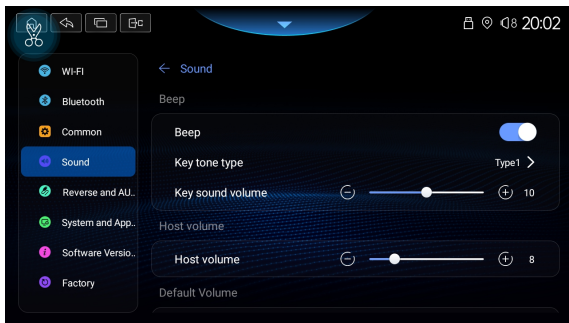 8 20:02
WI-FI
← Sound
Bluetooth
Beep
Common
Beep
Sound
Key tone type
Type1 >
Reverse and AU..
Key sound volume
10
System and App..
Host volume
Software Versio..
Host volume
8
Factory
Default Volume